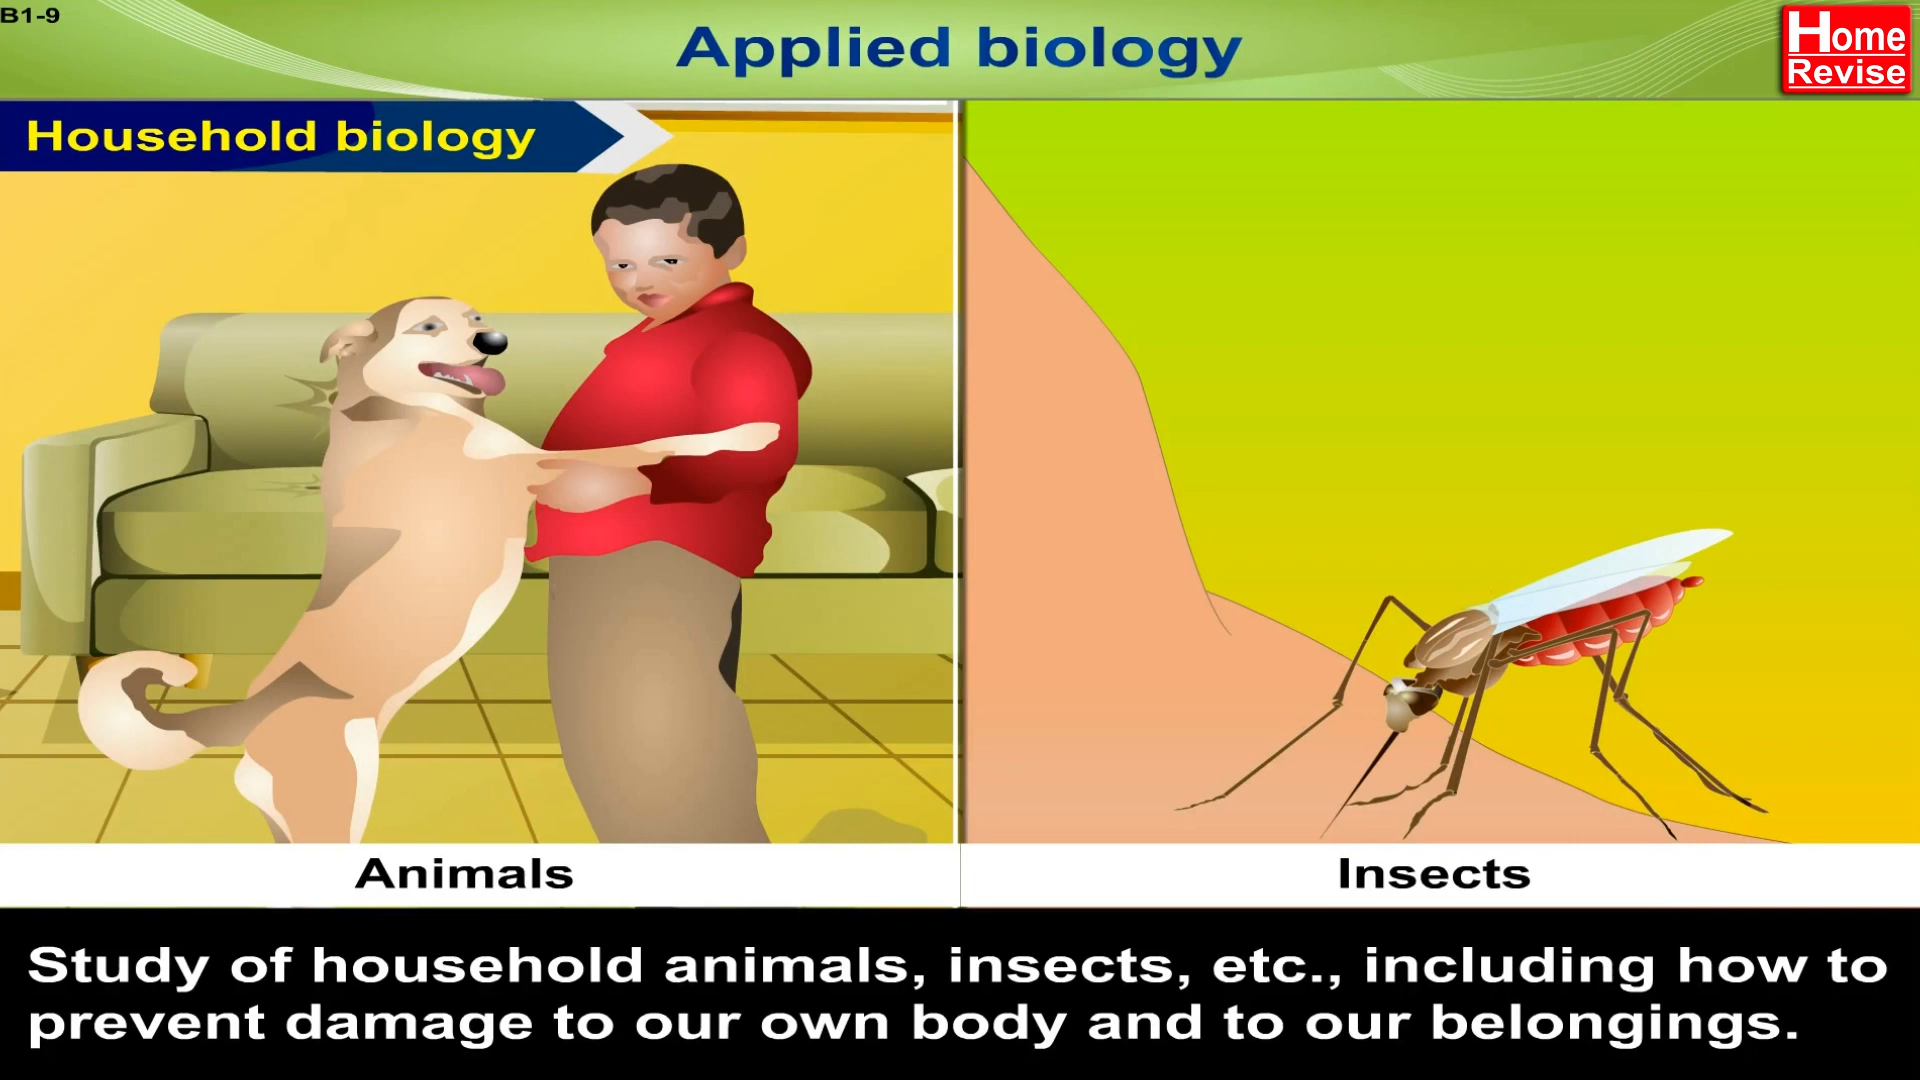 B1-9
Applied biology
Home
Revise
Household biology
Animals
Insects
Study of household animals, insects, etc., including how to
prevent damage to our own body and to our belongings.